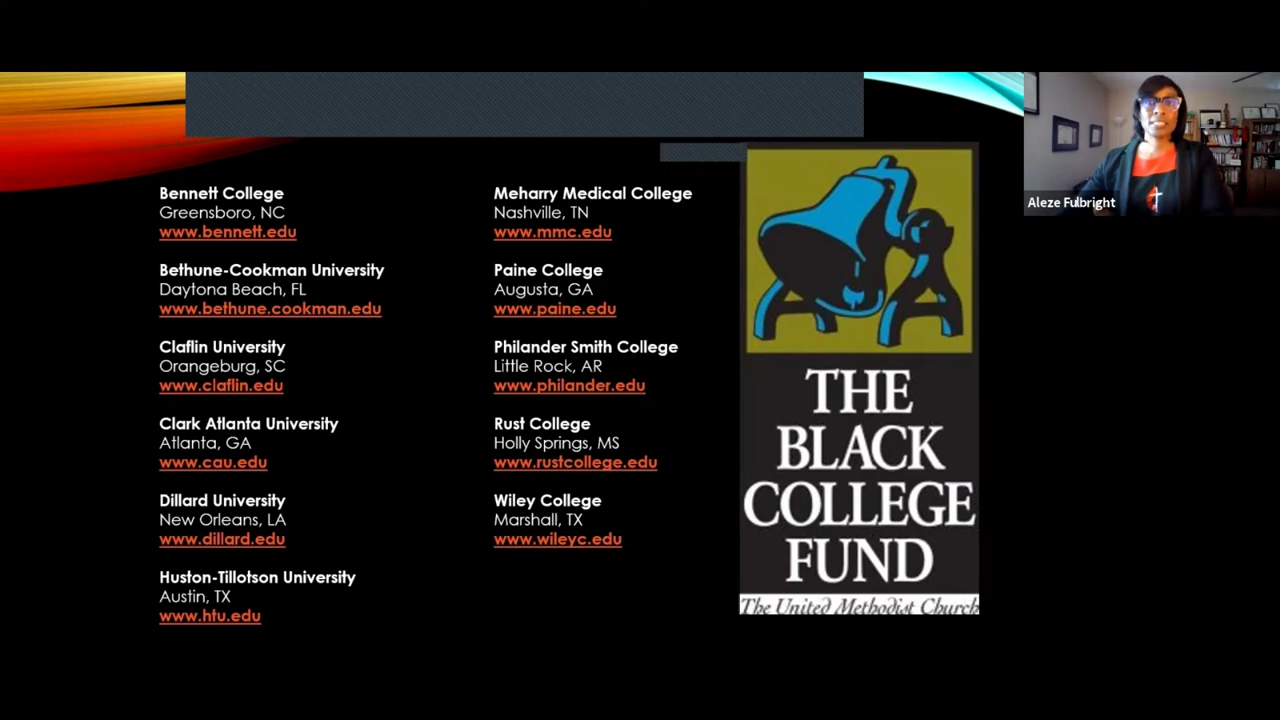 Bennett College
Greensboro, NC
www.bennett.edu
Bethune-Cookman University
Daytona Beach, FL
www.bethune.cookman.edu
Claflin University
Orangeburg, SC
www.claflin.edu
Clark Atlanta University
Atlanta, GA
www.cau.edu
Dillard University
New Orleans, LA
www.dillard.edu
Huston-Tillotson University
Austin, TX
www.htu.edu
Meharry Medical College
Nashville, TN
www.mmc.edu
Paine College
Augusta, GA
www.paine.edu
Philander Smith College
Little Rock, AR
www.philander.edu
Rust College
Holly Springs, MS
www.rustcollege.edu
Wiley College
Marshall, TX
www.wileyc.edu
THE
BLACK
COLLEGE
FUND
The United Methodist Church
Aleze Fulbright